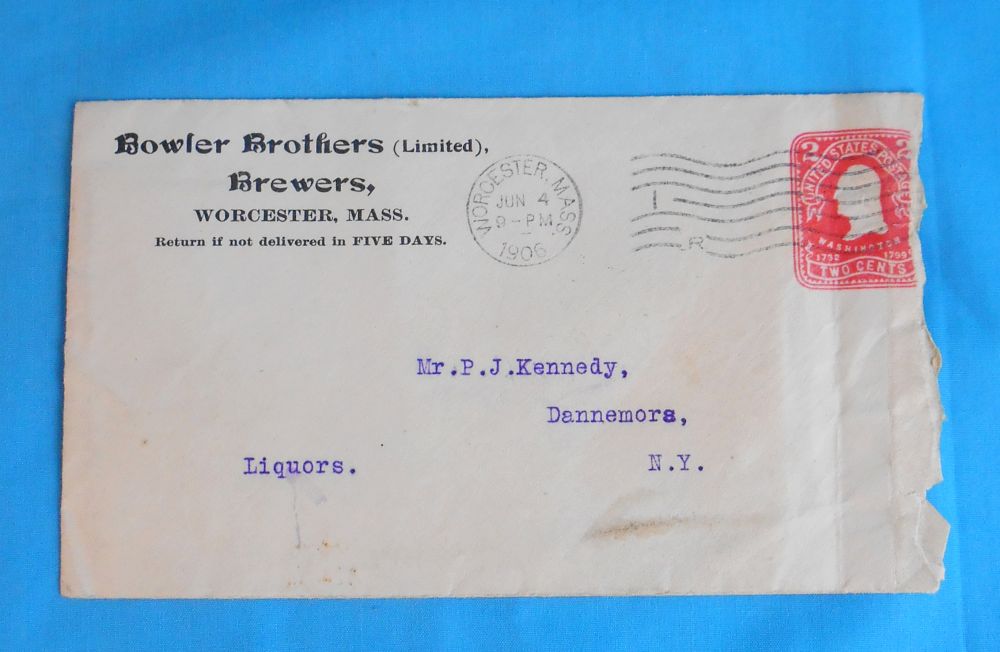 Bowler Brothers (Limited),
Brewers,
WORCESTER, MASS.
Return if not delivered in FIVE DAYS.
WORCESTER, MASS.
JUN 4
9-PM
1906
I
R
2 2
UNITED STATES POSTAGE
WASHINGTON
1732 1799
TWO CENTS
Mr.P.J.Kennedy,
Dannemora,
Liquors. N.Y.